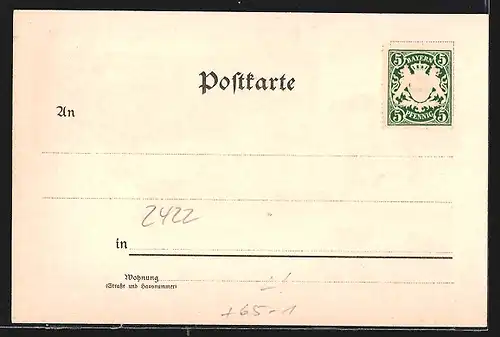 5 BAYERN 5
Postkarte
5 PFENNIG 5
An
2422
in
Wohnung
(Straße und Hausnummer)
+65-1